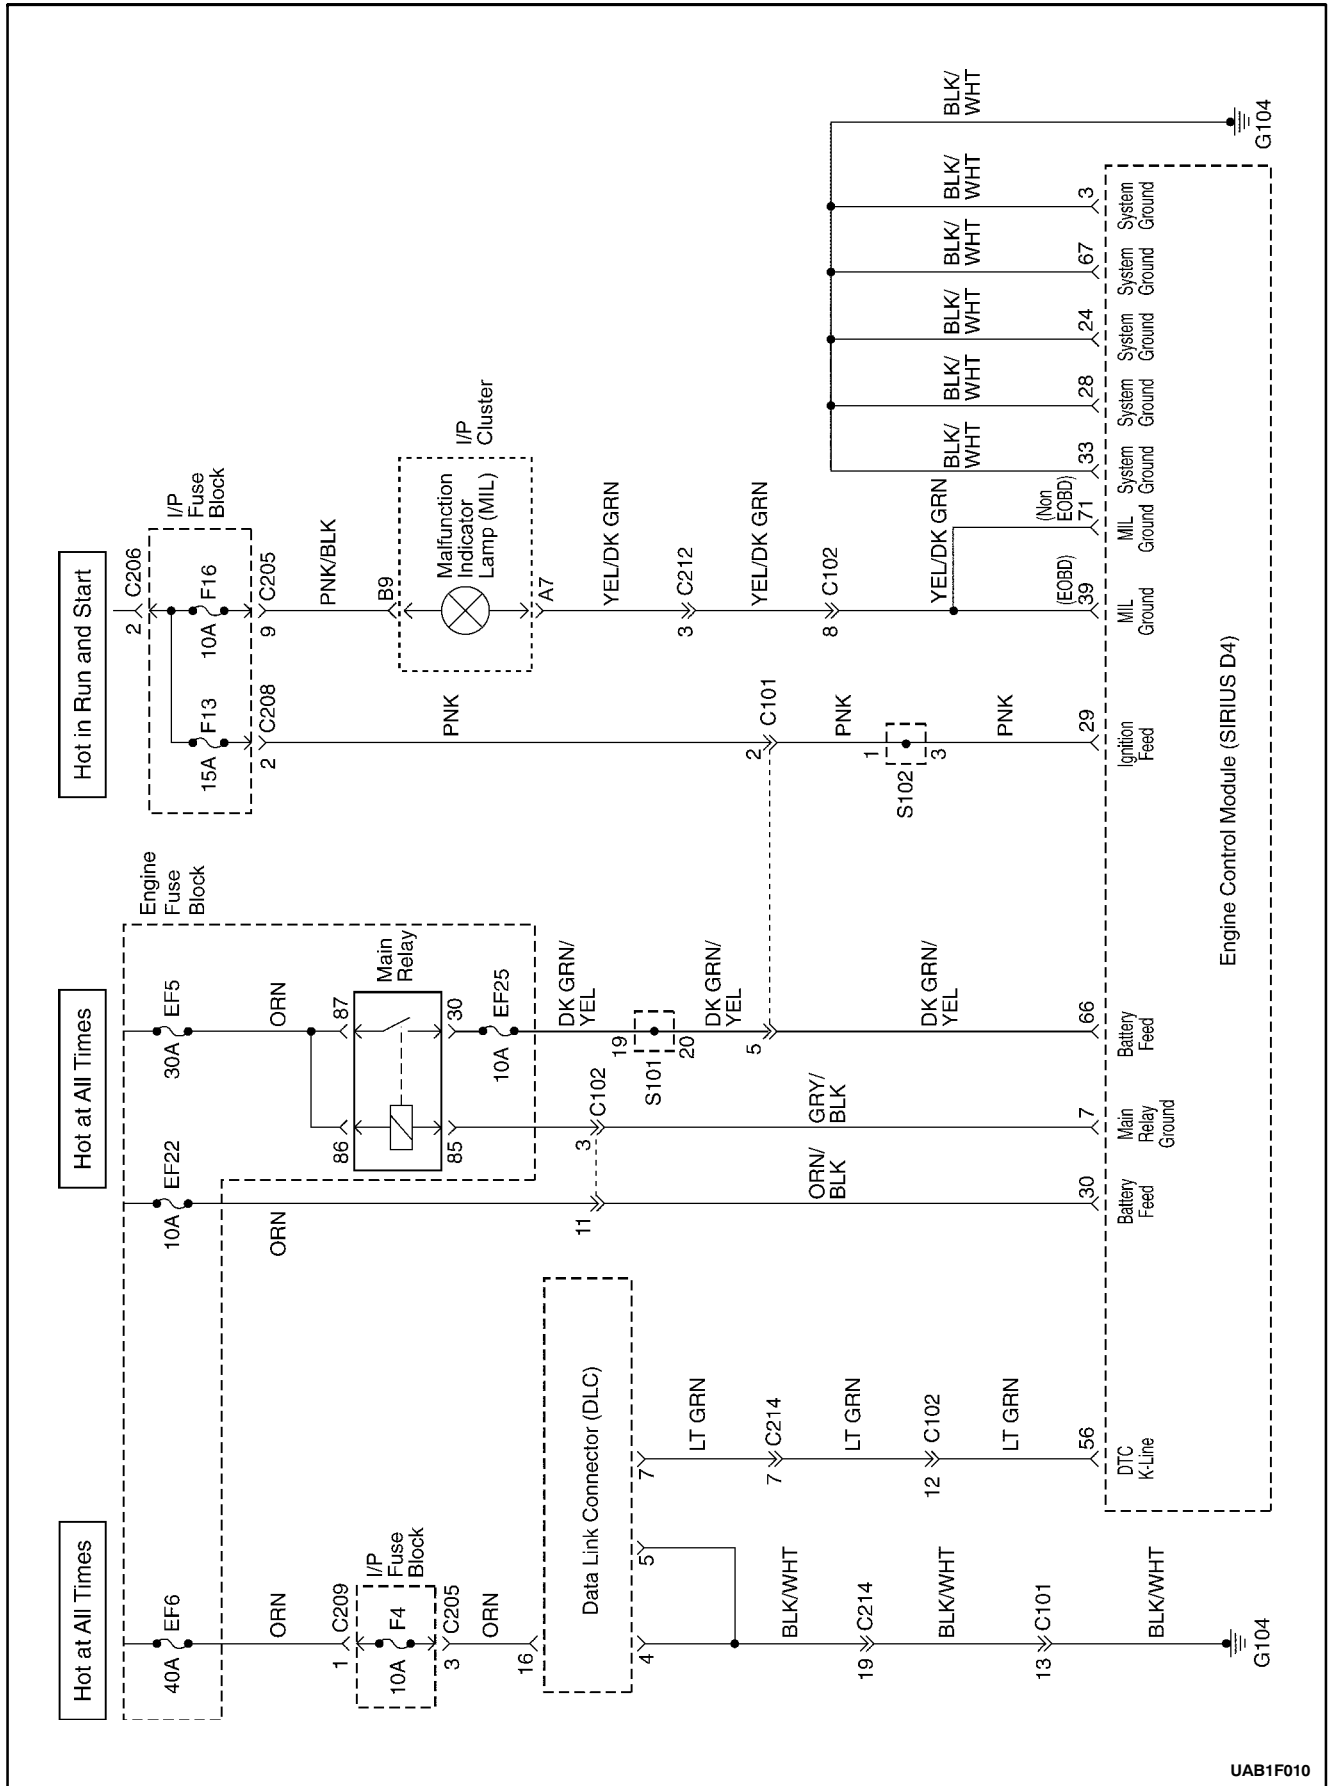 Hot at All Times
Hot at All Times
Hot in Run and Start
40A EF6
10A EF22
30A EF5
Engine
Fuse
Block
2 C206
I/P
Fuse
Block
15A F13
10A F16
2 C208
9 C205
ORN
ORN
ORN
PNK/BLK
1 C209
I/P
Fuse
Block
10A F4
3 C205
ORN
16
86
87
Main
Relay
85
30
10A EF25
B9
I/P
Cluster
Malfunction
Indicator
Lamp (MIL)
A7
PNK
DK GRN/
YEL
YEL/DK GRN
Data Link Connector (DLC)
4
5
7
11
3 C102
19
S101
20
DK GRN/
YEL
3 C212
LT GRN
YEL/DK GRN
BLK/WHT
7 C214
5
2 C101
8 C102
19 C214
LT GRN
ORN/
BLK
GRY/
BLK
DK GRN/
YEL
PNK
1
S102
3
YEL/DK GRN
BLK/WHT
12 C102
PNK
BLK/
WHT
BLK/
WHT
BLK/
WHT
BLK/
WHT
BLK/
WHT
BLK/
WHT
13 C101
LT GRN
BLK/WHT
(EOBD)
(Non
EOBD)
56
30
7
66
29
39
71
33
28
24
67
3
DTC
K-Line
Battery
Feed
Main
Relay
Ground
Battery
Feed
Ignition
Feed
MIL
Ground
MIL
Ground
System
Ground
System
Ground
System
Ground
System
Ground
System
Ground
Engine Control Module (SIRIUS D4)
G104
G104
UAB1F010